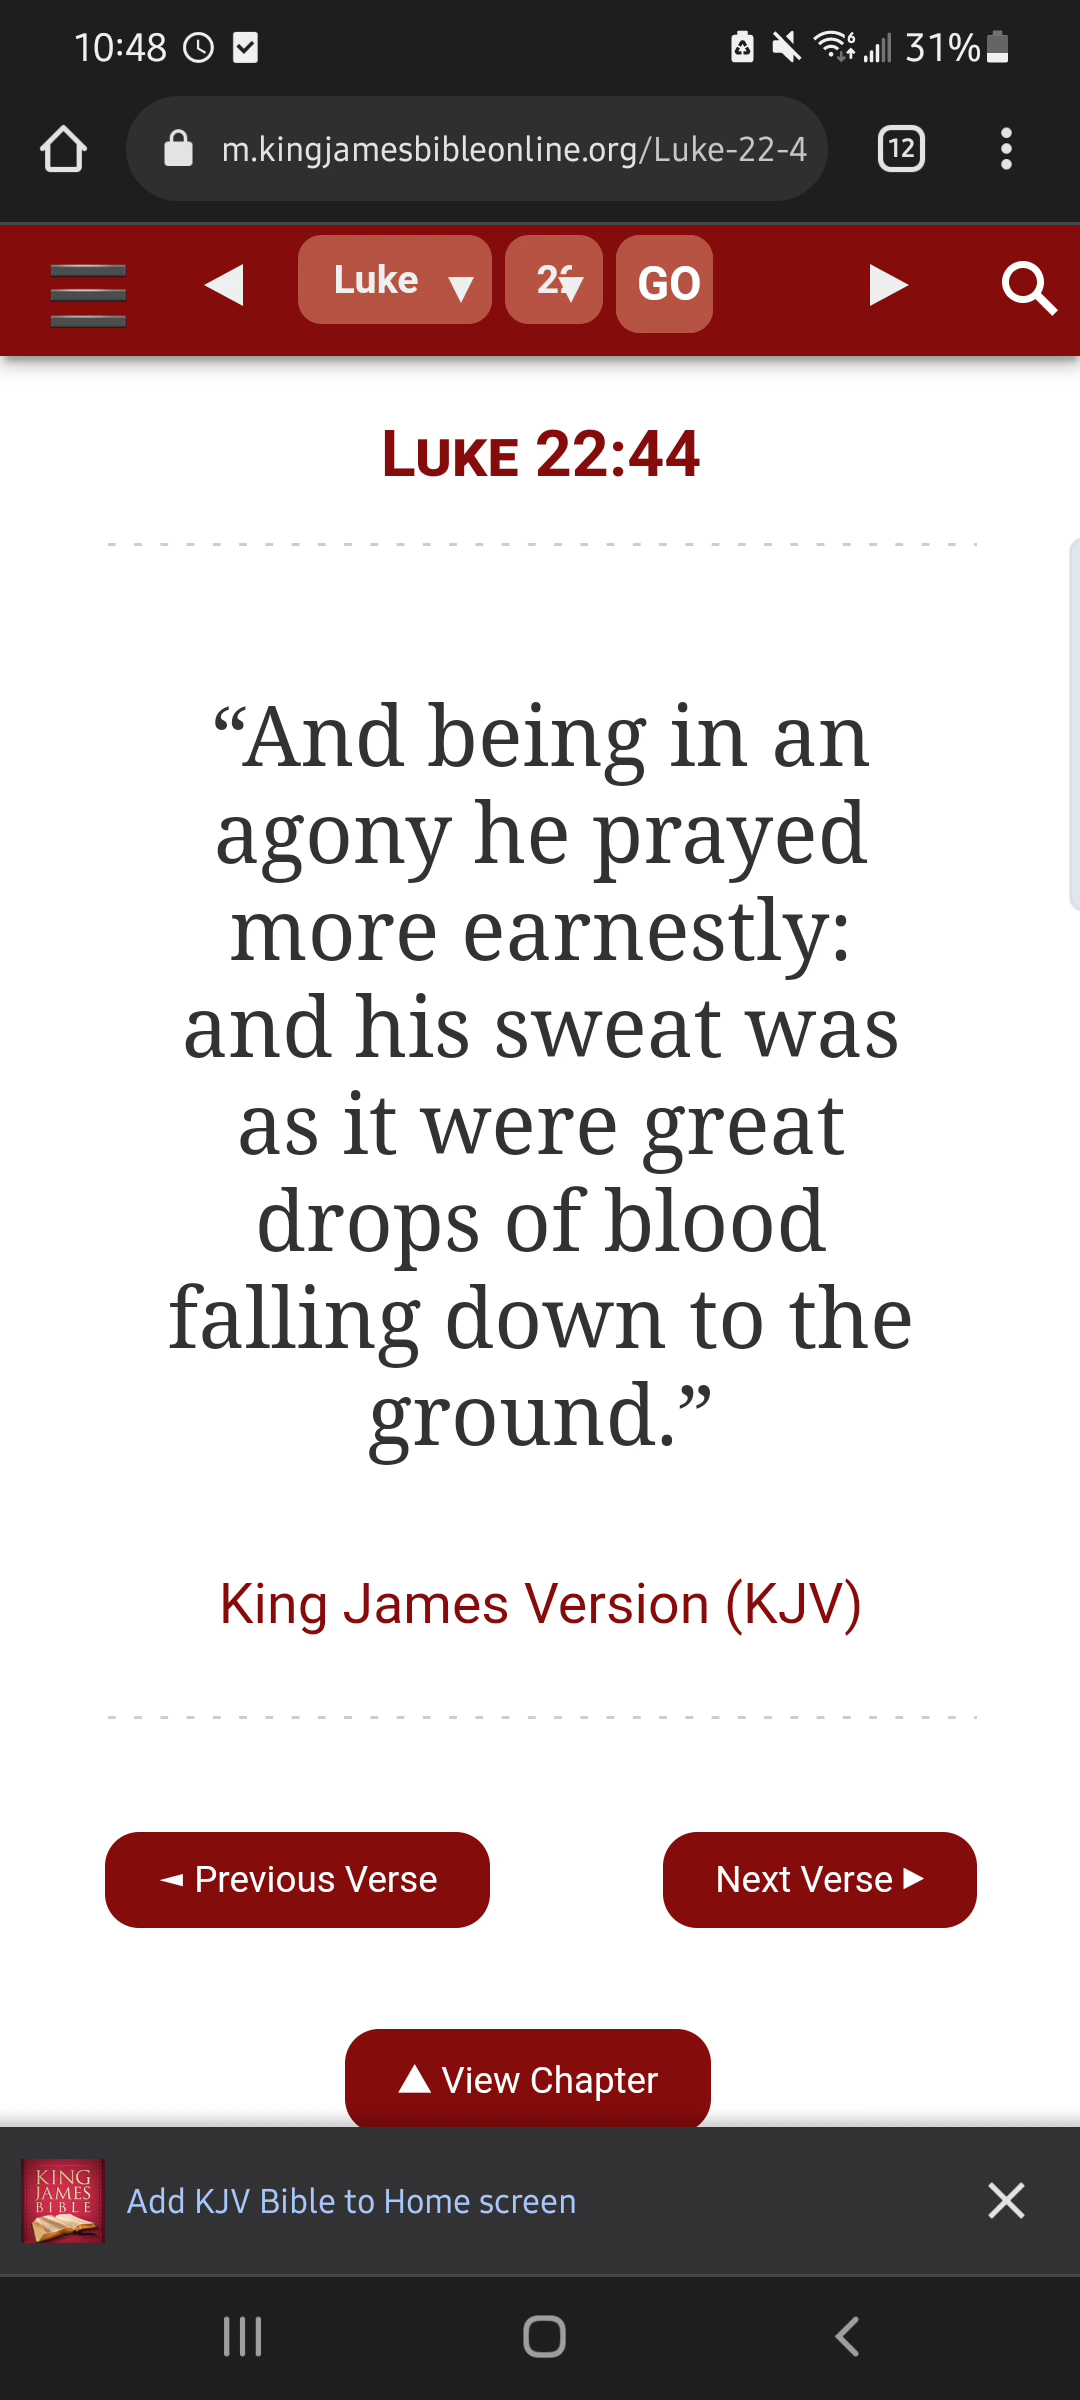 10:48
31%
m.kingjamesbibleonline.org/Luke-22-4
12
Luke ▼ 22 ▼ GO
LUKE 22:44
“And being in an
agony he prayed
more earnestly:
and his sweat was
as it were great
drops of blood
falling down to the
ground.”
King James Version (KJV)
◄ Previous Verse
Next Verse ►
▲ View Chapter
KING
JAMES
BIBLE
Add KJV Bible to Home screen